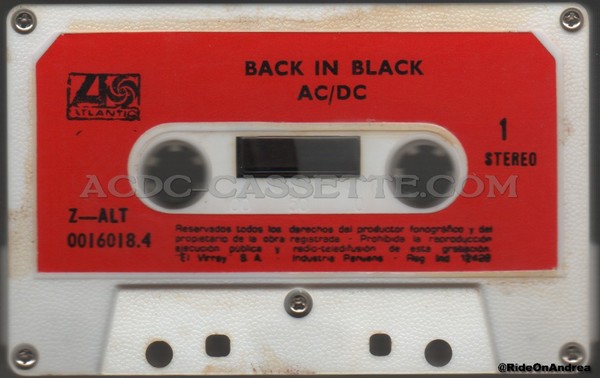 BACK IN BLACK
AC/DC
ATLANTIC
1
STEREO
ACDC-CASSETTE.COM
Z—ALT
0016018.4
Reservados todos los derechos del productor fonográfico y del
propietario de la obra registrada - Prohibida la reproducción
ejecución pública y radio-teledifusión de esta grabación
"El Virrey" S. A. Industria Peruana - Reg Ind
@RideOnAndrea